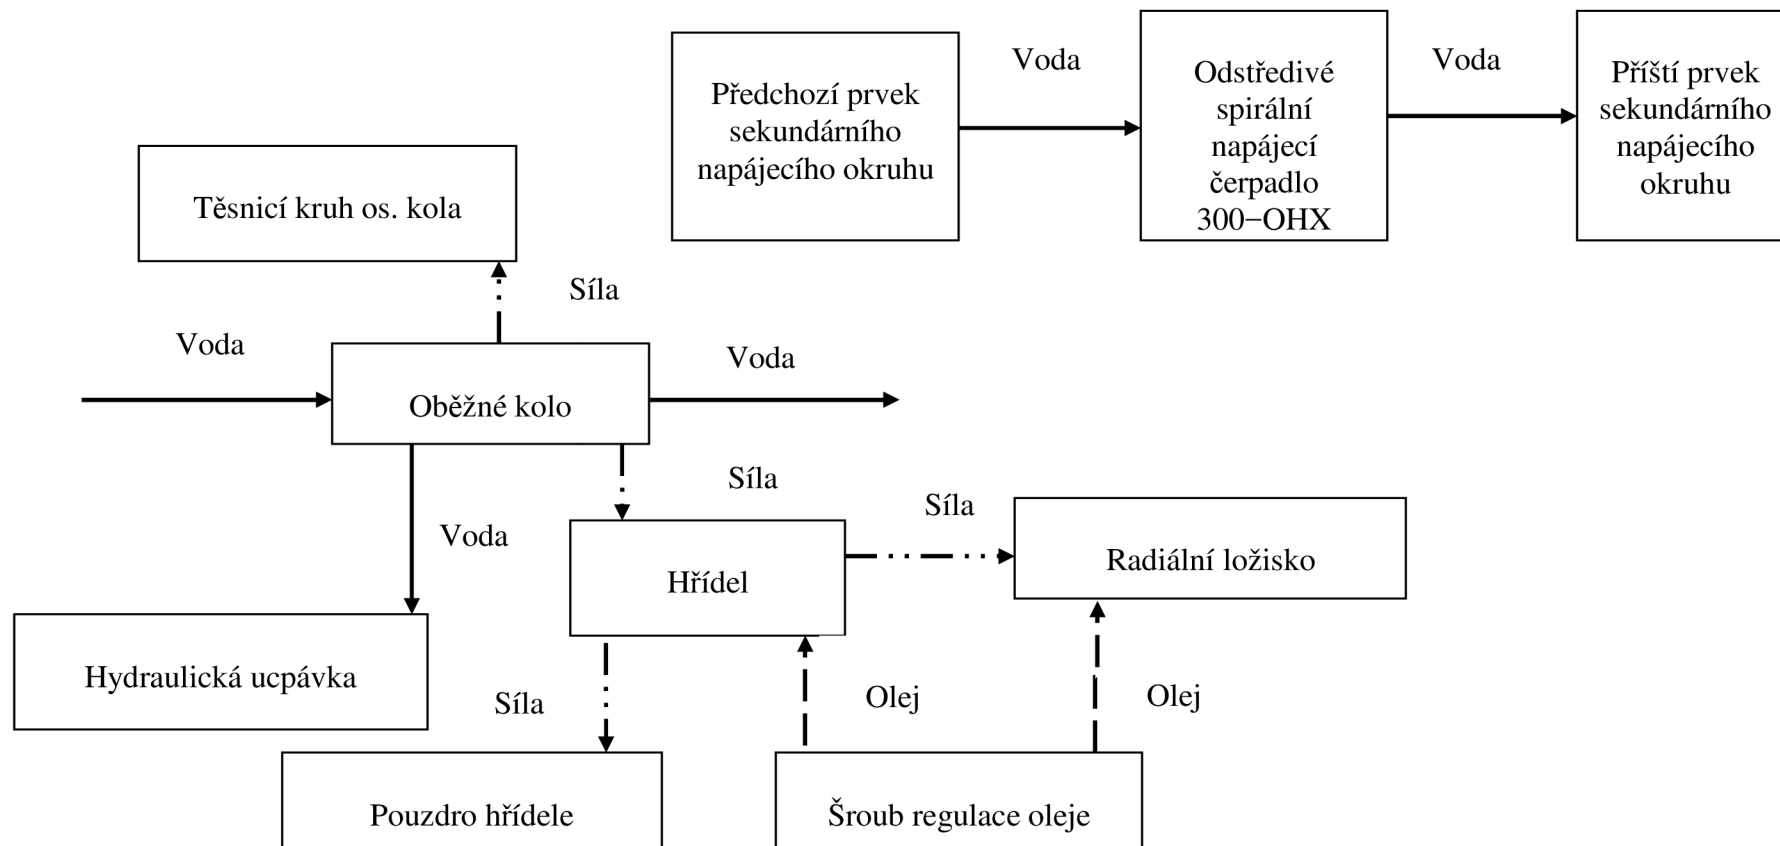 Voda
Voda
Předchozí prvek
sekundárního
napájecího okruhu
Odstředivé
spirální
napájecí
čerpadlo
300−OHX
Příští prvek
sekundárního
napájecího
okruhu
Těsnicí kruh os. kola
Síla
Voda
Voda
Oběžné kolo
Síla
Síla
Voda
Radiální ložisko
Hřídel
Hydraulická ucpávka
Síla
Olej
Olej
Pouzdro hřídele
Šroub regulace oleje